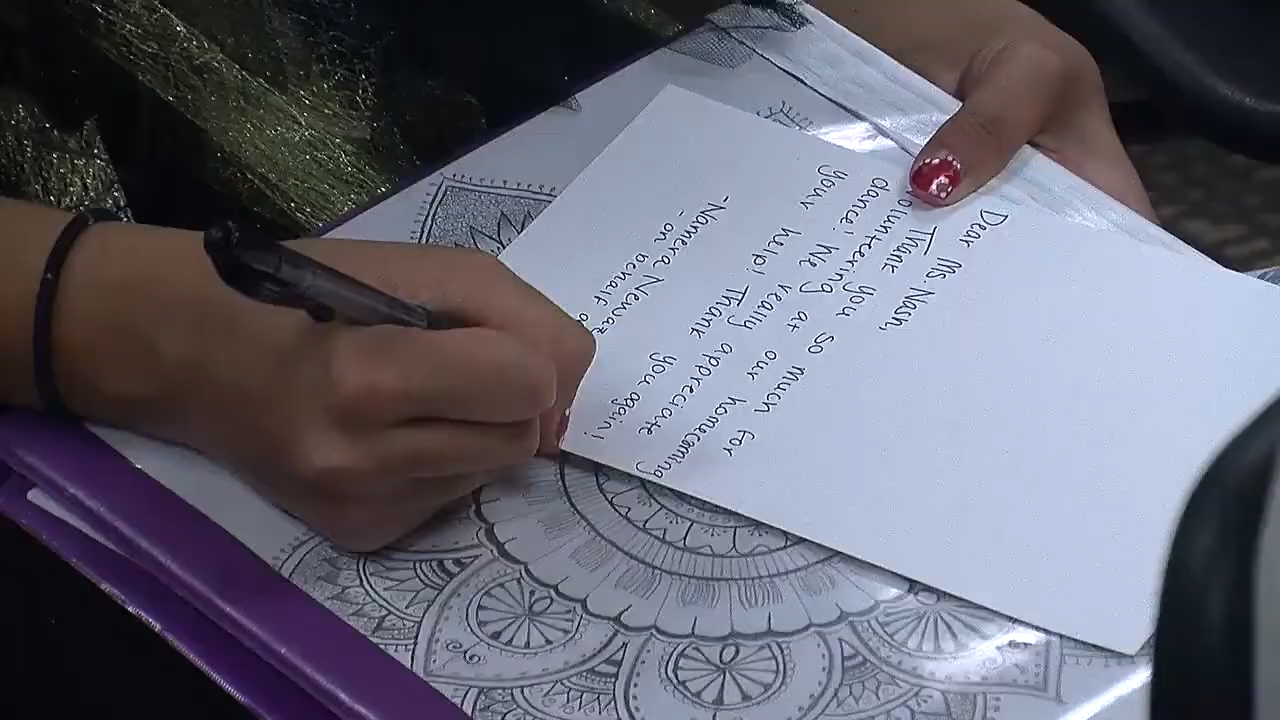 Dear Ms. Nash,
Thank you so much for
volunteering at our homecoming
dance! We really appreciate
your help! Thank you again!
-Namera Newaz
- on behalf